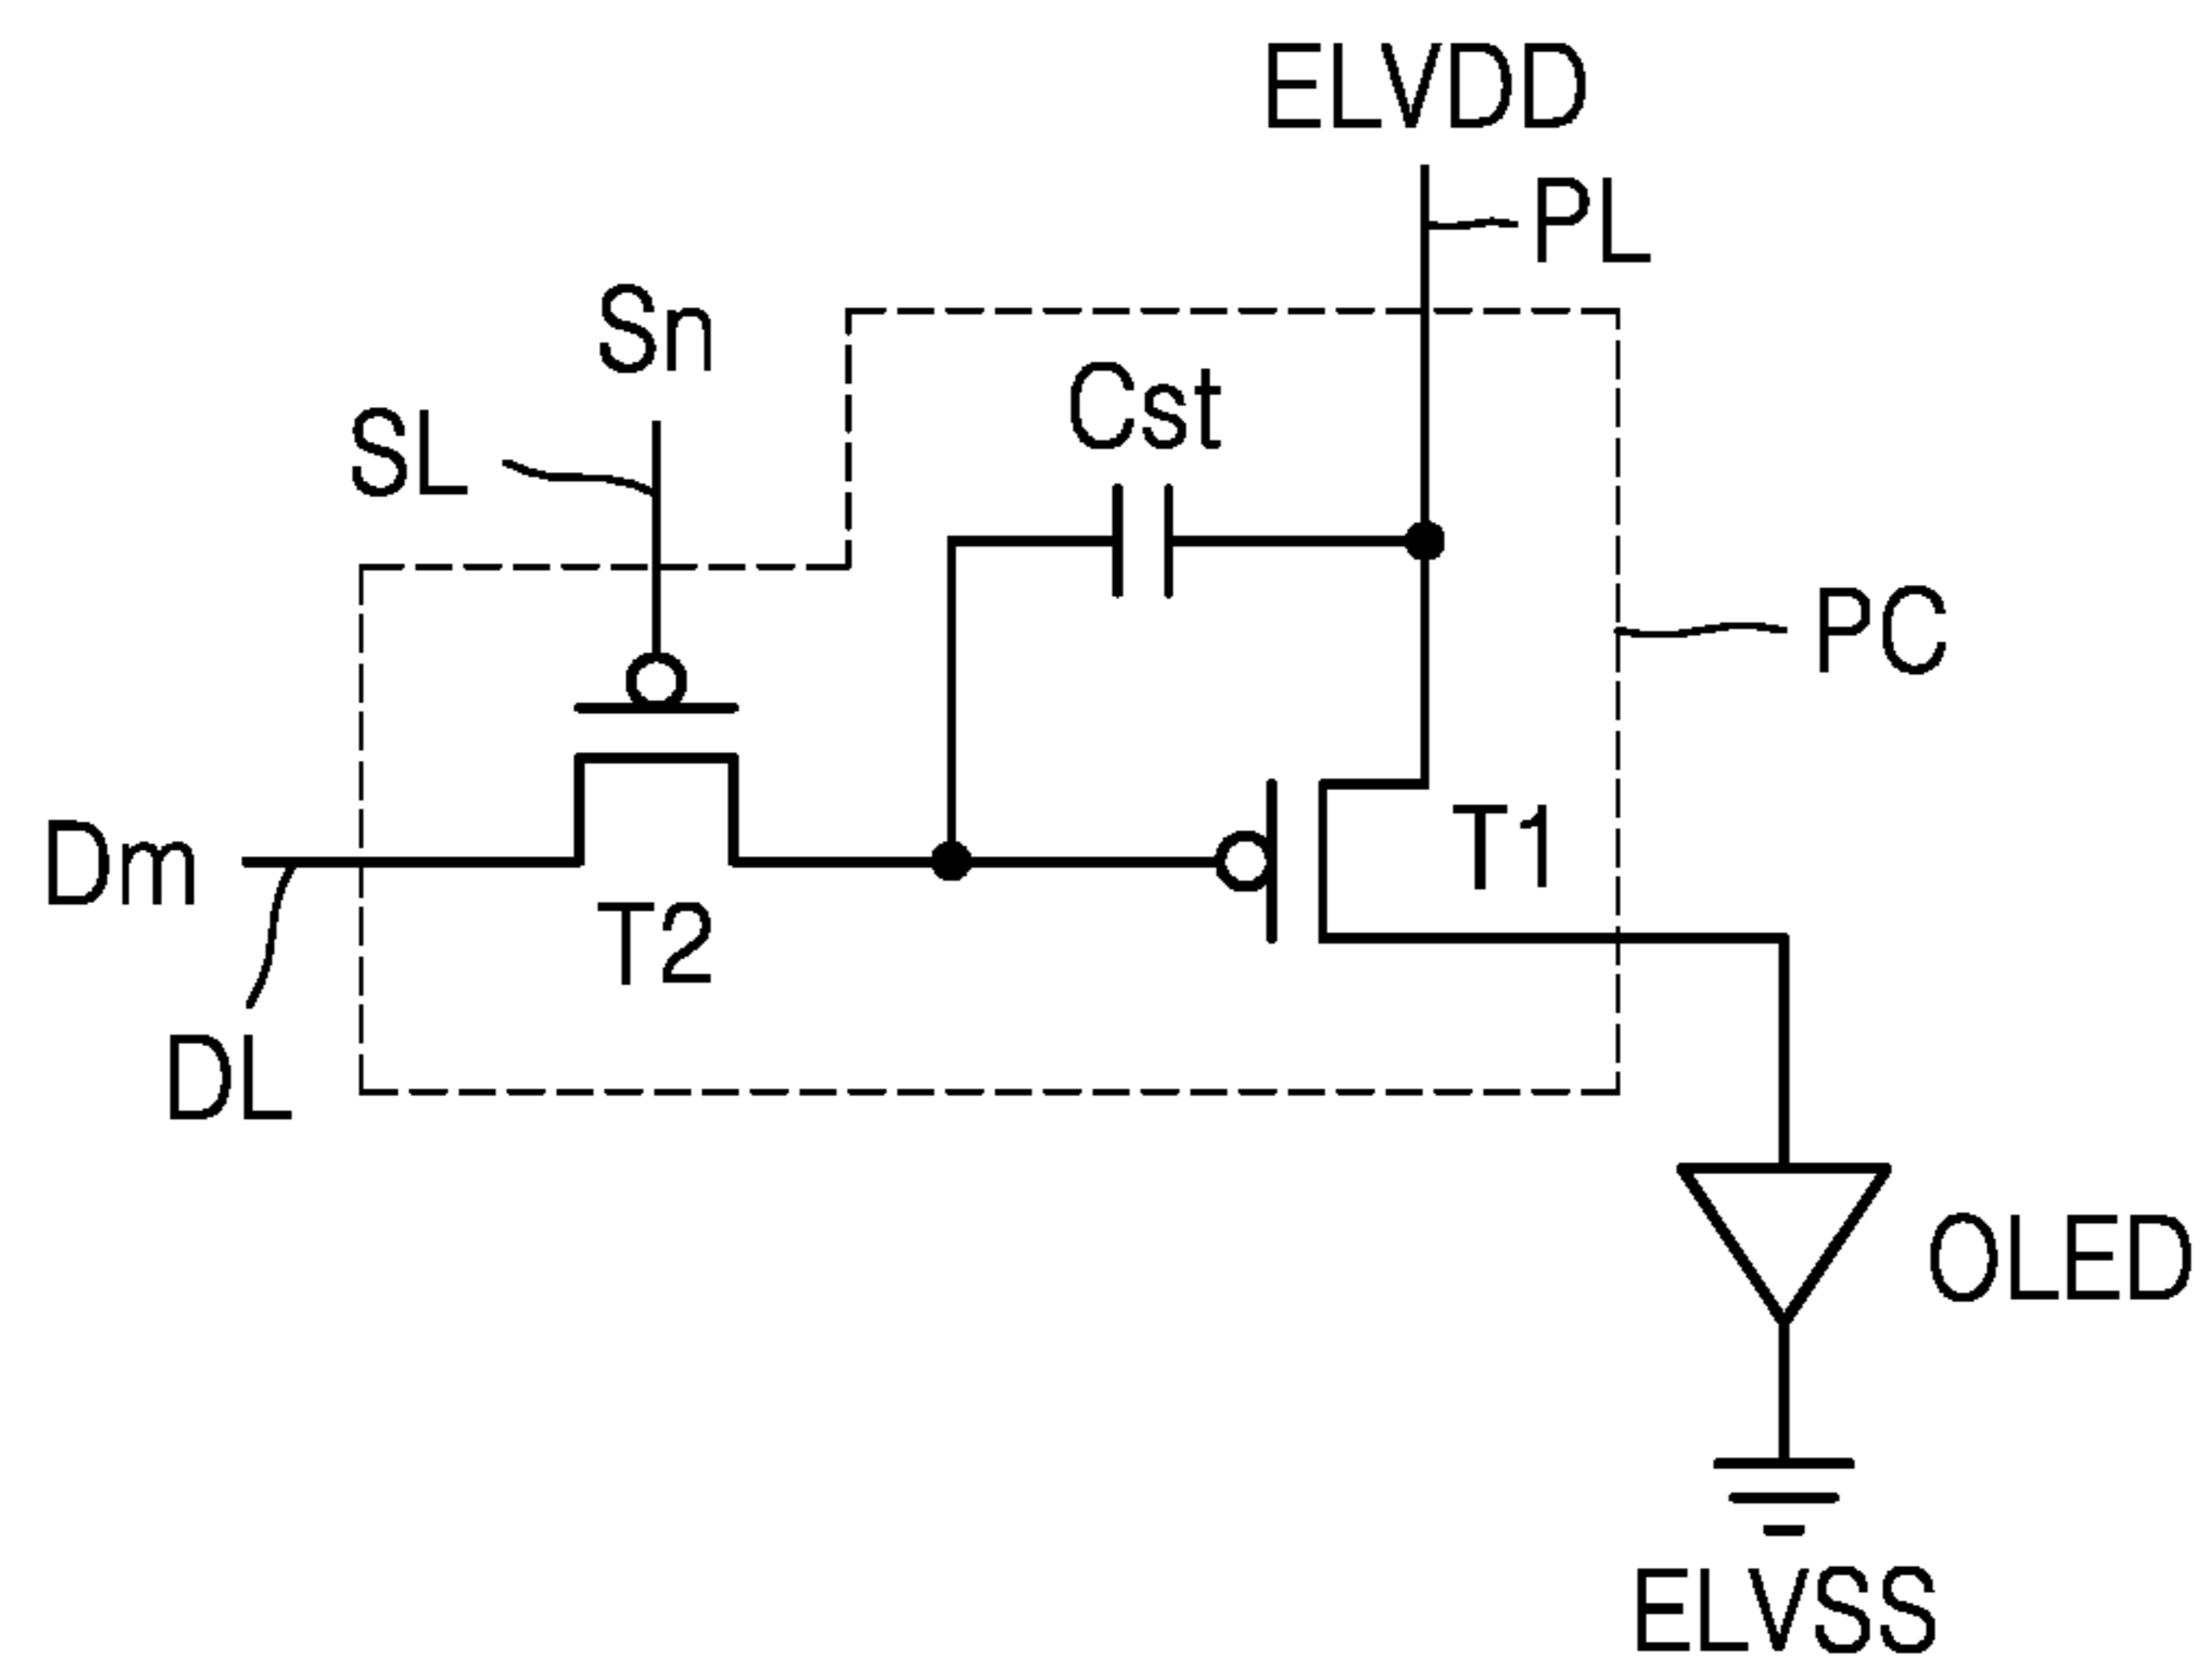 ELVDD
PL
Sn
Cst
SL
PC
T1
Dm
T2
DL
OLED
ELVSS